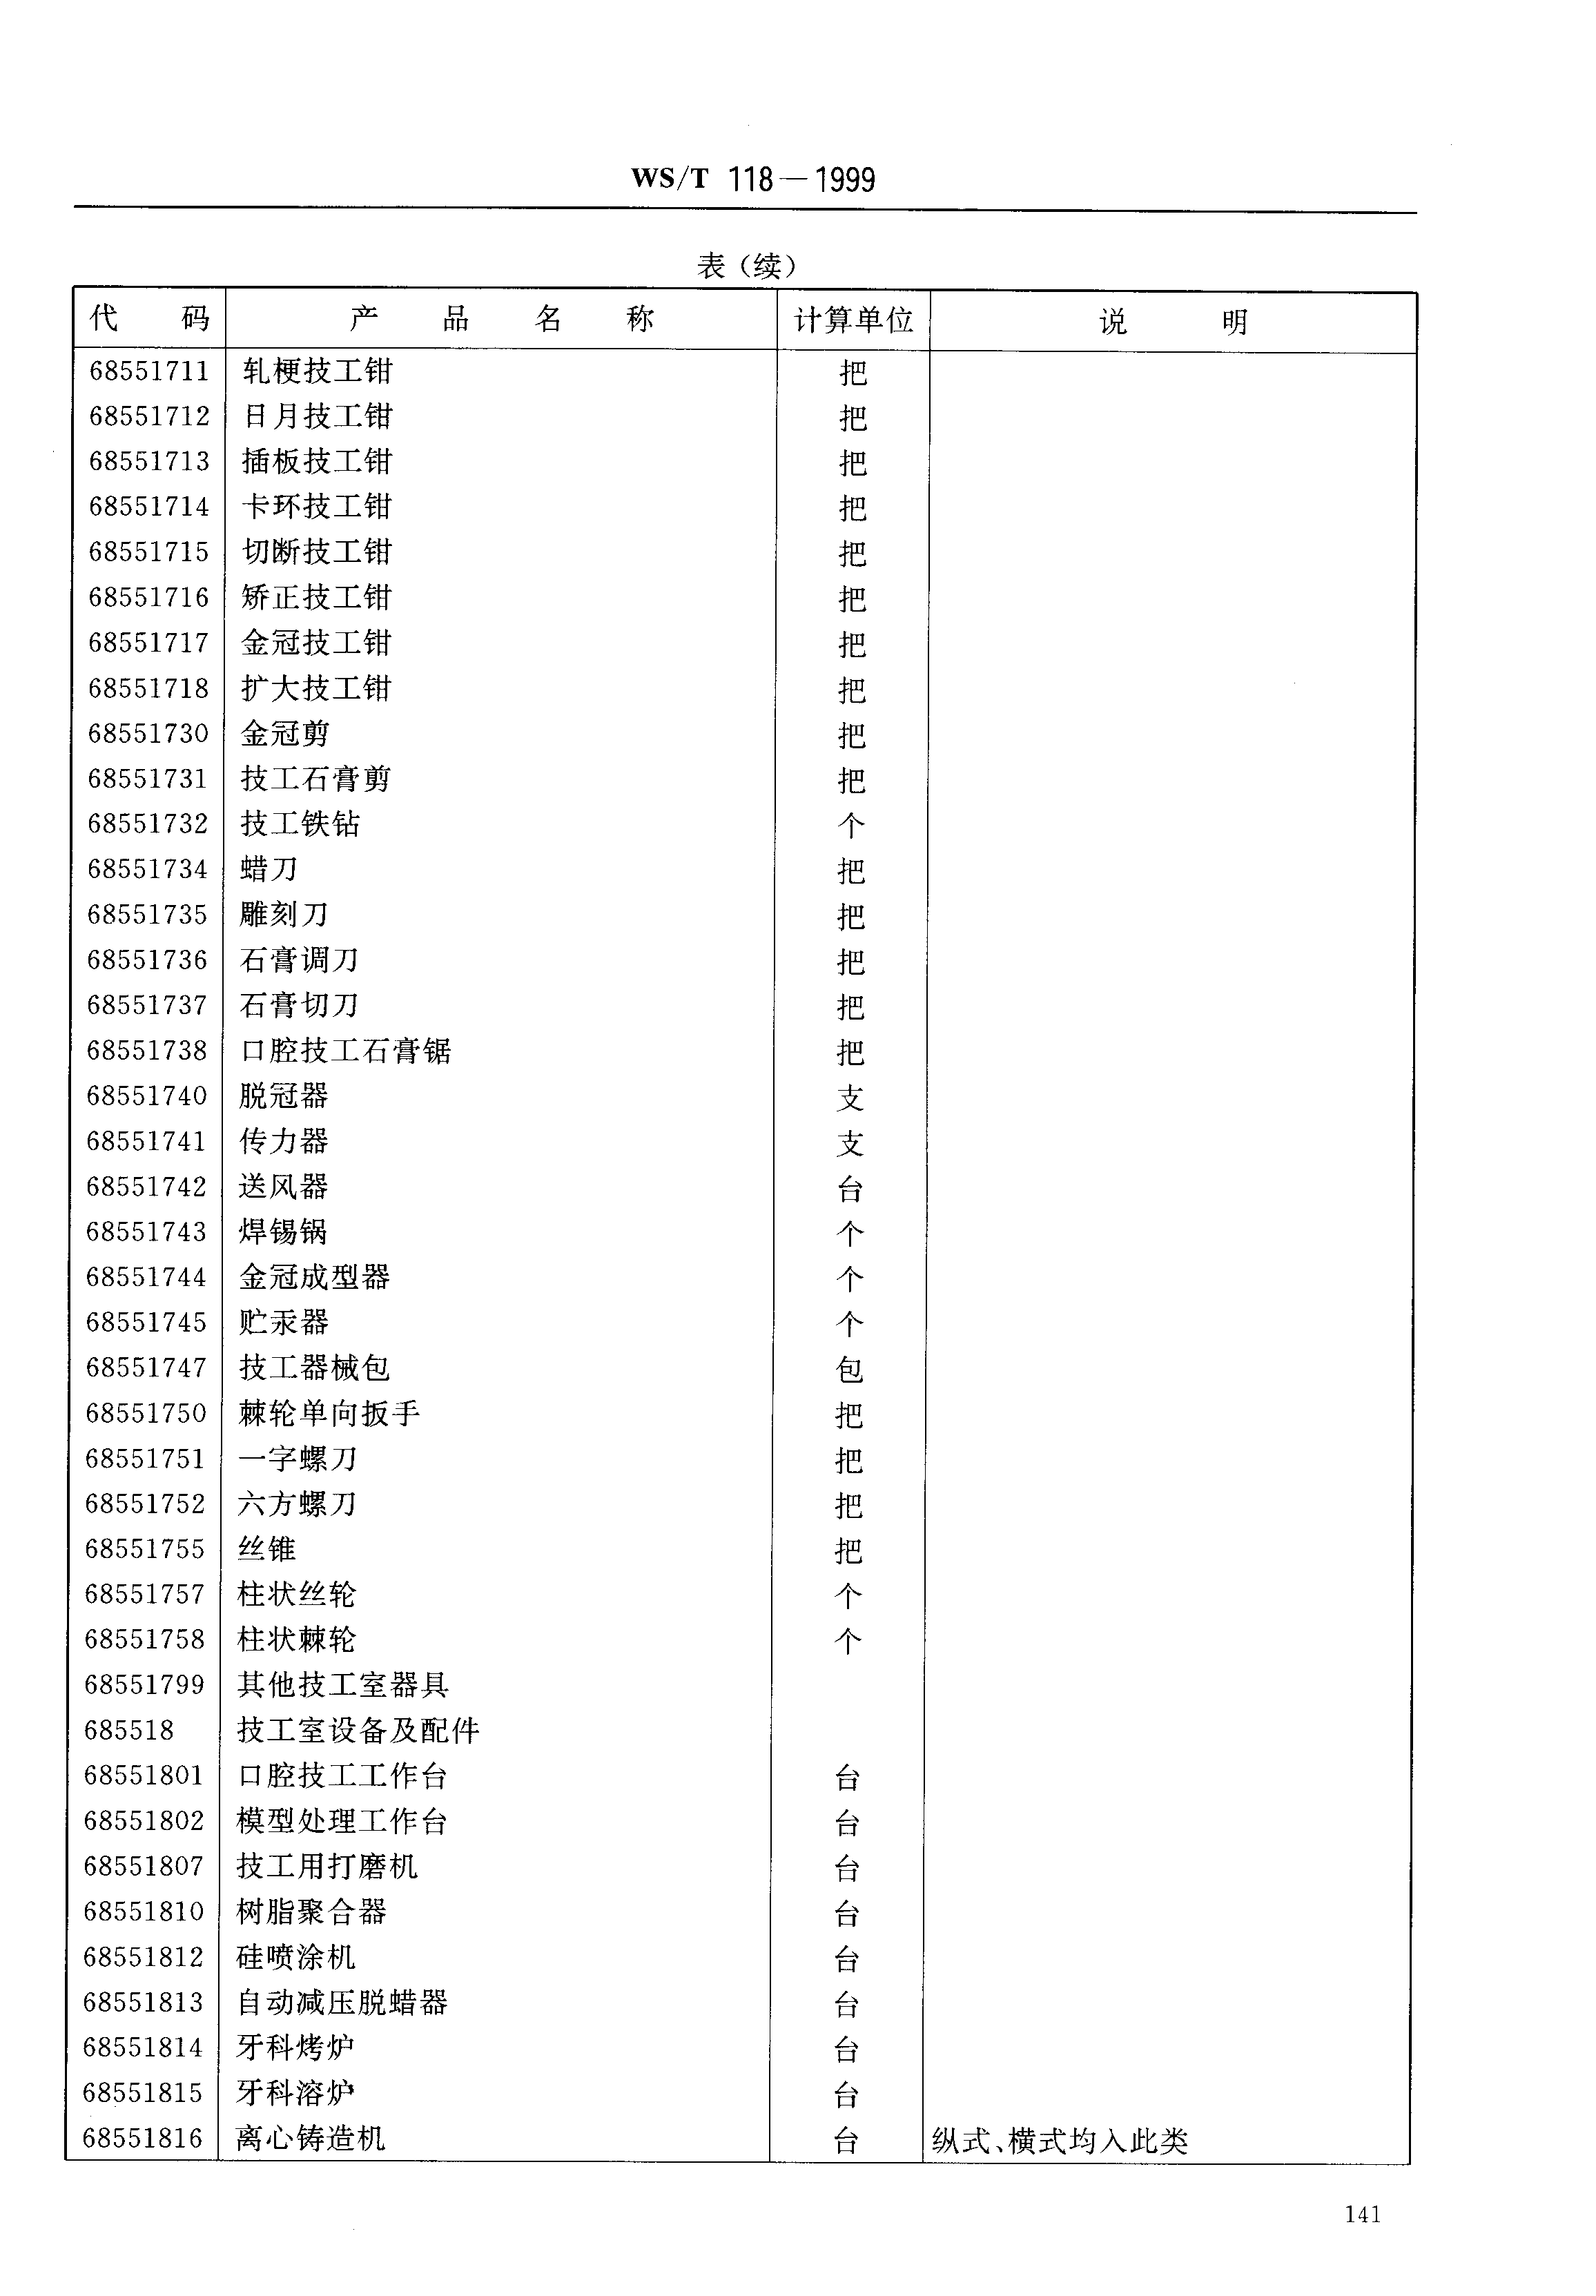 WS/T 118—1999
表（续）
代 码 产 品 名 称 计算单位 说 明
68551711 轧梗技工钳 把
68551712 日月技工钳 把
68551713 插板技工钳 把
68551714 卡环技工钳 把
68551715 切断技工钳 把
68551716 矫正技工钳 把
68551717 金冠技工钳 把
68551718 扩大技工钳 把
68551730 金冠剪 把
68551731 技工石膏剪 把
68551732 技工铁钻 个
68551734 蜡刀 把
68551735 雕刻刀 把
68551736 石膏调刀 把
68551737 石膏切刀 把
68551738 口腔技工石膏锯 把
68551740 脱冠器 支
68551741 传力器 支
68551742 送风器 台
68551743 焊锡锅 个
68551744 金冠成型器 个
68551745 贮汞器 个
68551747 技工器械包 包
68551750 棘轮单向扳手 把
68551751 一字螺刀 把
68551752 六方螺刀 把
68551755 丝锥 把
68551757 柱状丝轮 个
68551758 柱状棘轮 个
68551799 其他技工室器具
685518 技工室设备及配件
68551801 口腔技工工作台 台
68551802 模型处理工作台 台
68551807 技工用打磨机 台
68551810 树脂聚合器 台
68551812 硅喷涂机 台
68551813 自动减压脱蜡器 台
68551814 牙科烤炉 台
68551815 牙科溶炉 台
68551816 离心铸造机 台 纵式、横式均入此类
141